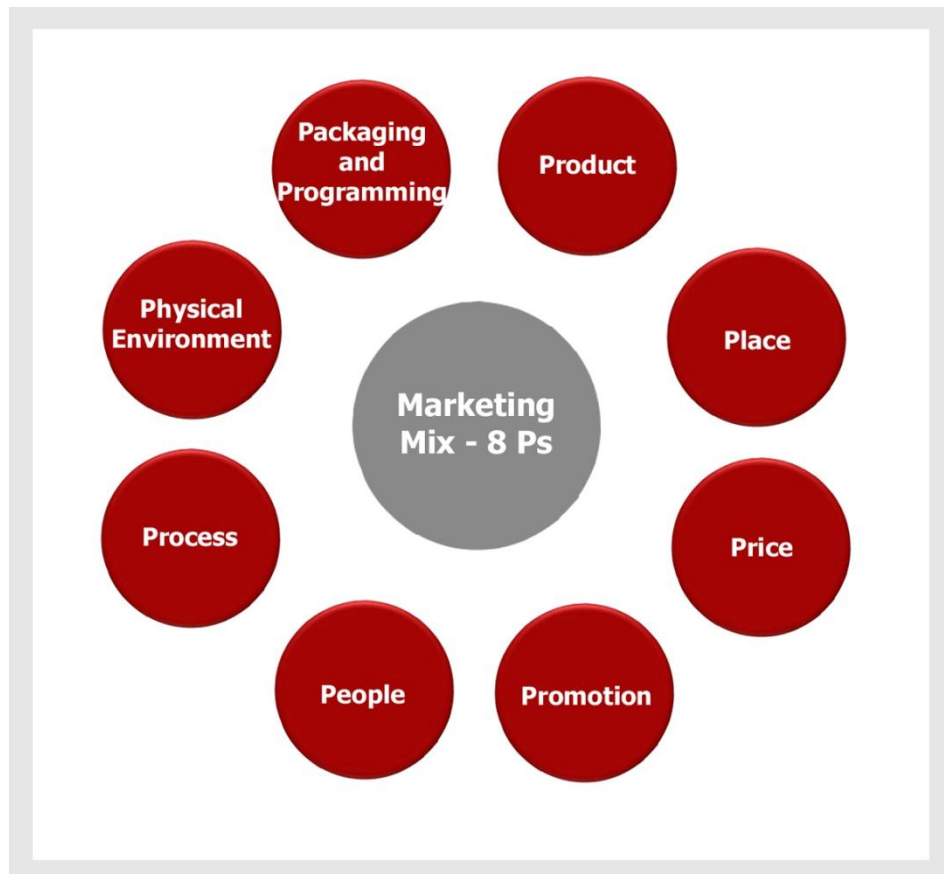 Packaging
and
Programming
Product
Physical
Environment
Place
Marketing
Mix - 8 Ps
Process
Price
People
Promotion